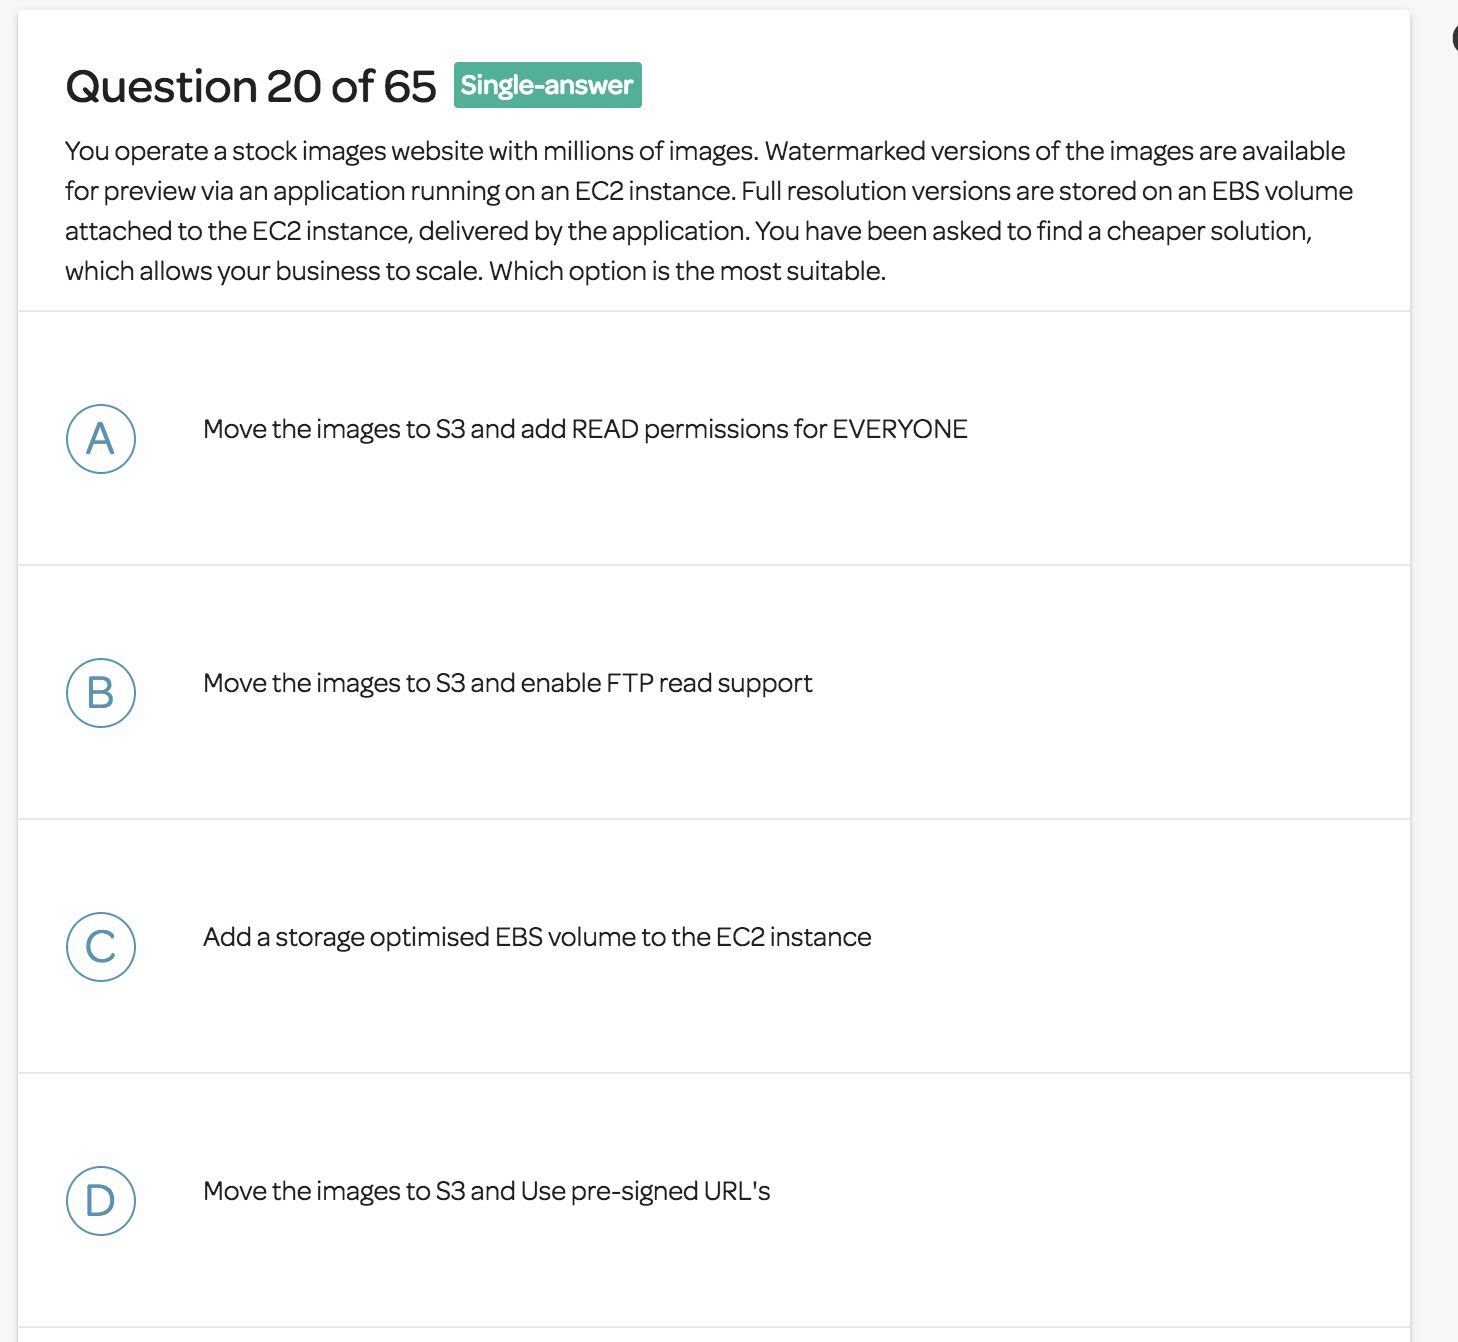 Question 20 of 65 Single-answer
You operate a stock images website with millions of images. Watermarked versions of the images are available
for preview via an application running on an EC2 instance. Full resolution versions are stored on an EBS volume
attached to the EC2 instance, delivered by the application. You have been asked to find a cheaper solution,
which allows your business to scale. Which option is the most suitable.
A Move the images to S3 and add READ permissions for EVERYONE
B Move the images to S3 and enable FTP read support
C Add a storage optimised EBS volume to the EC2 instance
D Move the images to S3 and Use pre-signed URL's